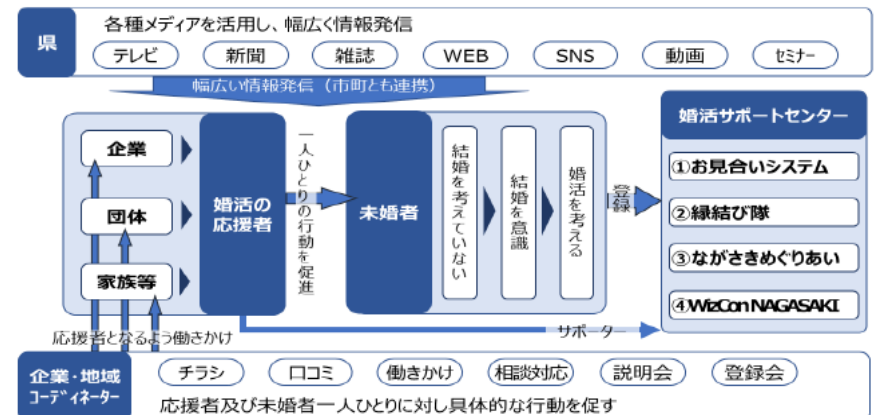 県
各種メディアを活用し、幅広く情報発信
テレビ
新聞
雑誌
WEB
SNS
動画
セミナー
幅広い情報発信（市町とも連携）
企業
団体
家族等
婚活の
応援者
一人ひとりの行動を促進
未婚者
結婚を考えていない
結婚を意識
婚活を考える
登録
婚活サポートセンター
①お見合いシステム
②縁結び隊
③ながさきめぐりあい
④WizCon NAGASAKI
サポーター
応援者となるよう働きかけ
企業・地域
コーディネーター
チラシ
口コミ
働きかけ
相談対応
説明会
登録会
応援者及び未婚者一人ひとりに対し具体的な行動を促す